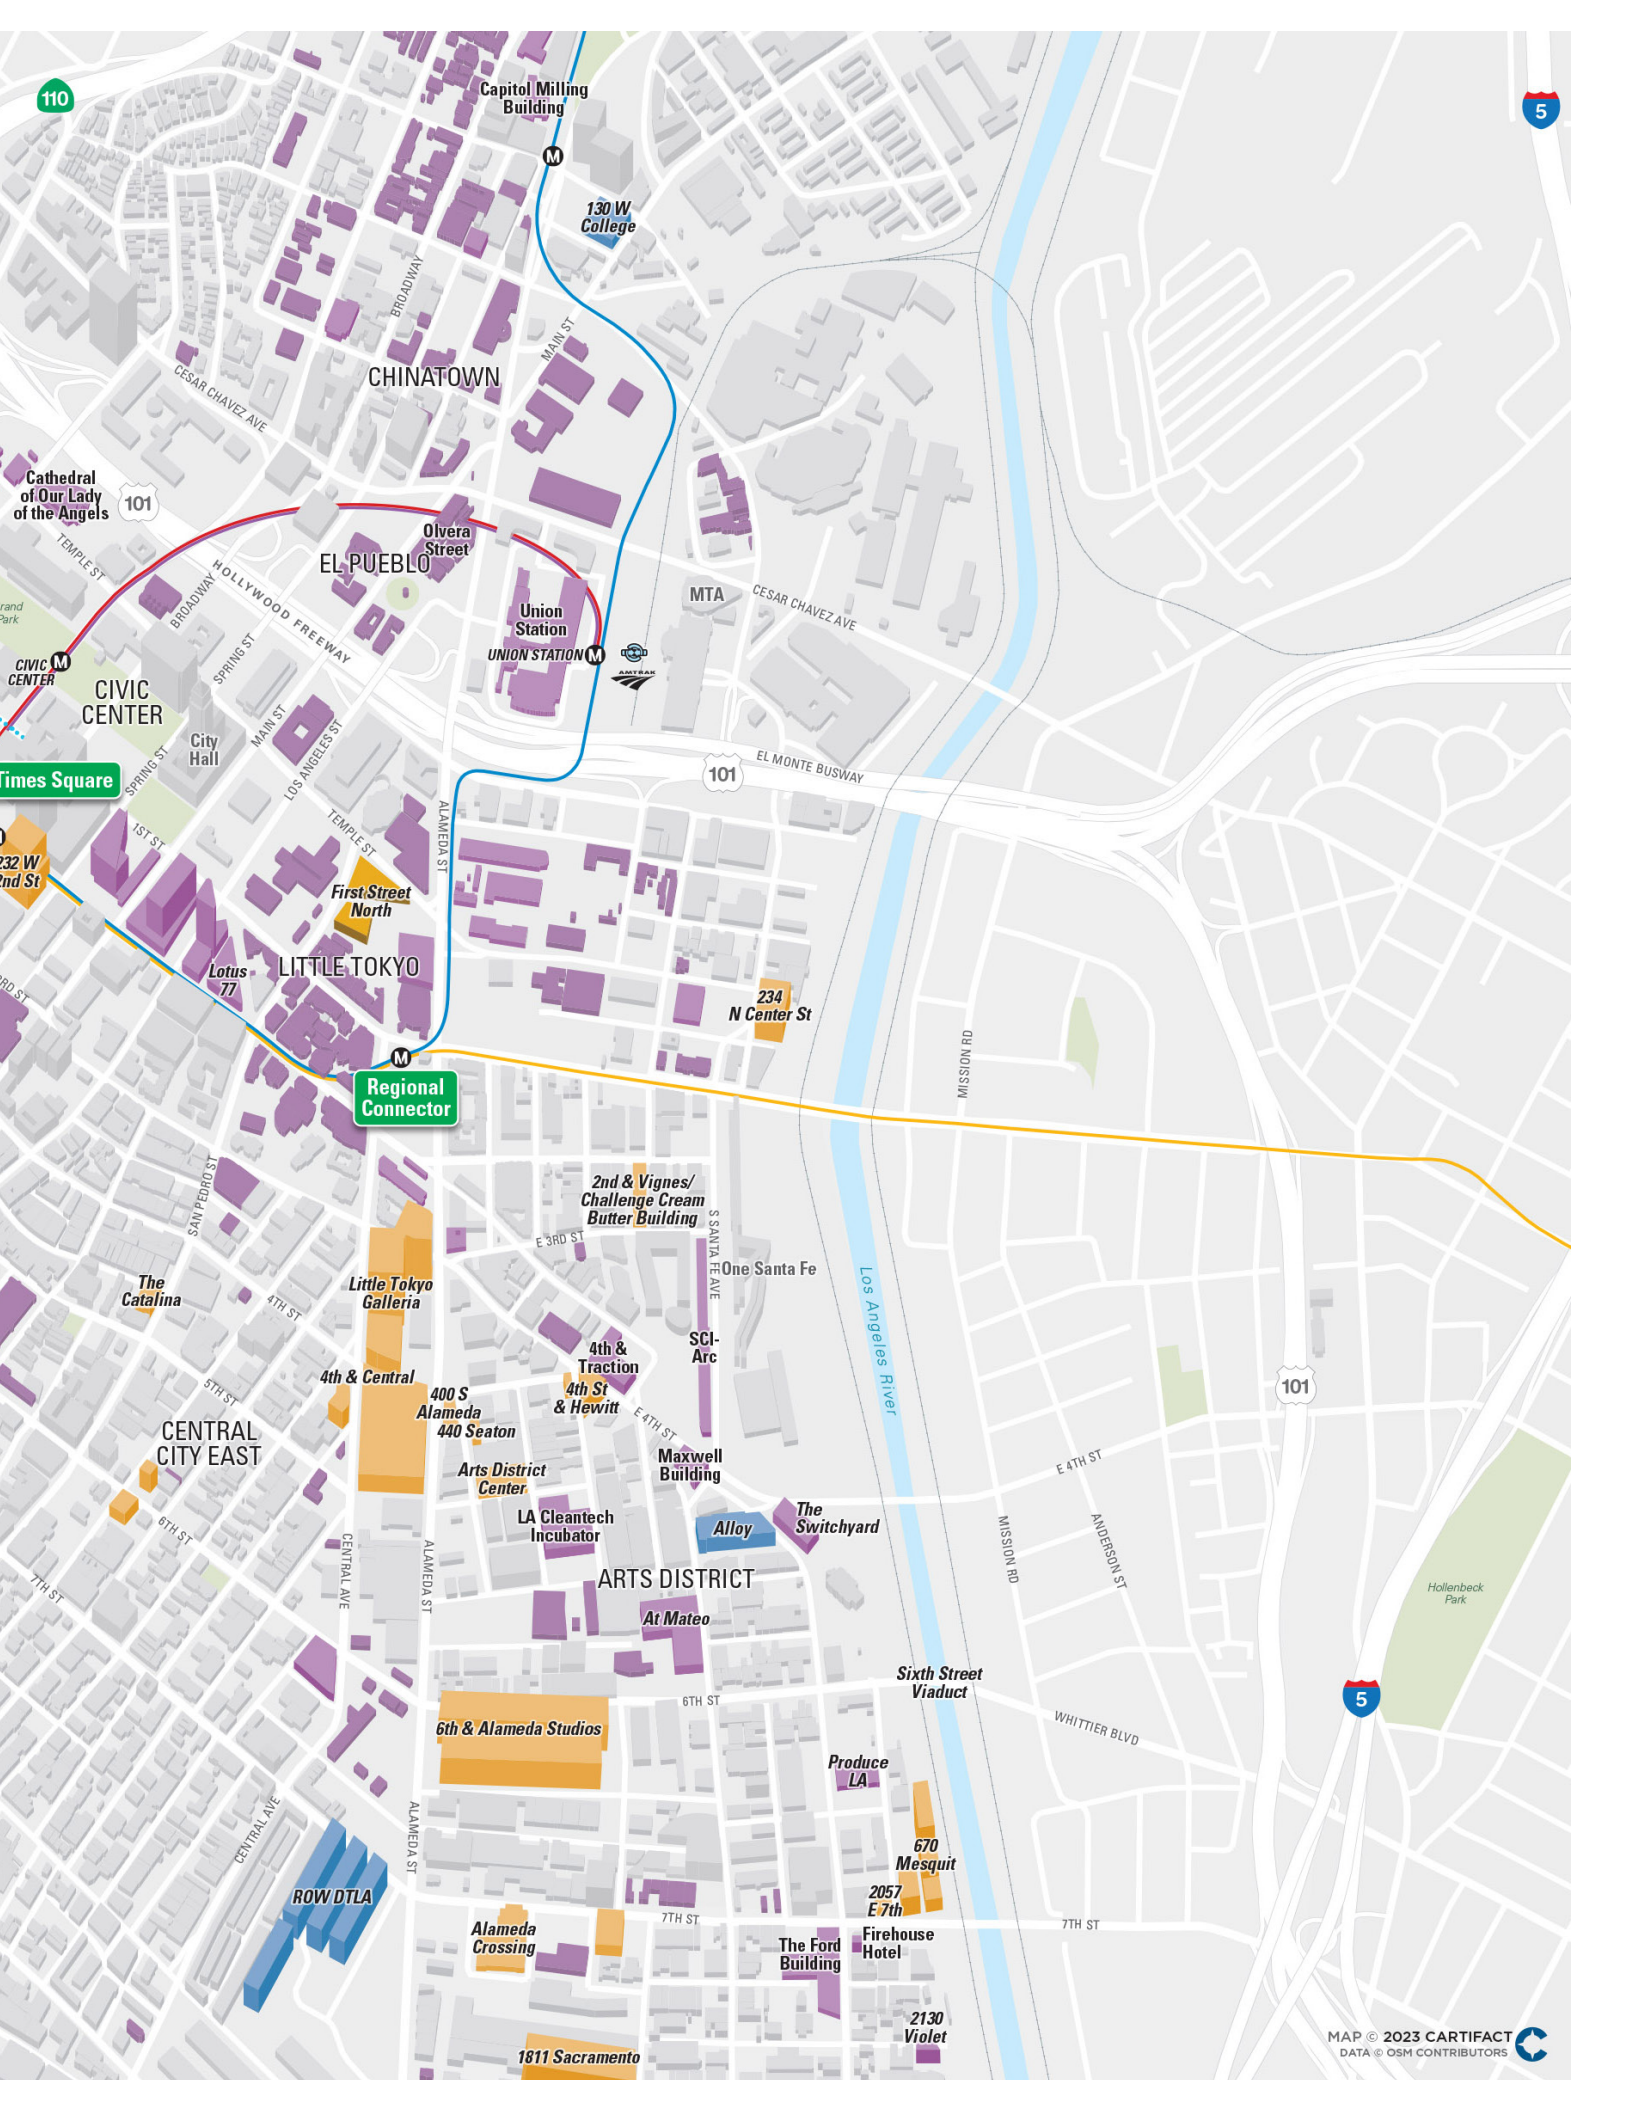 110
5
Capitol Milling
Building
M
130 W
College
BROADWAY
MAIN ST
CHINATOWN
CESAR CHAVEZ AVE
Cathedral
of Our Lady
of the Angels
101
TEMPLE ST
Olvera
Street
EL PUEBLO
HOLLYWOOD FREEWAY
BROADWAY
SPRING ST
MTA
CESAR CHAVEZ AVE
rand
Park
Union
Station
UNION STATION
M
AMTRAK
CIVIC
CENTER
M
CIVIC
CENTER
City
Hall
MAIN ST
LOS ANGELES ST
SPRING ST
Times Square
101
EL MONTE BUSWAY
1ST ST
TEMPLE ST
ALAMEDA ST
232 W
2nd St
First Street
North
LITTLE TOKYO
Lotus
77
3RD ST
234
N Center St
MISSION RD
M
Regional
Connector
SAN PEDRO ST
2nd & Vignes/
Challenge Cream
Butter Building
E 3RD ST
S SANTA FE AVE
One Santa Fe
Los Angeles River
The
Catalina
4TH ST
Little Tokyo
Galleria
SCI-
Arc
4th &
Traction
4th & Central
4th St
& Hewitt
400 S
Alameda
440 Seaton
5TH ST
E 4TH ST
101
CENTRAL
CITY EAST
Maxwell
Building
E 4TH ST
Arts District
Center
LA Cleantech
Incubator
Alloy
The
Switchyard
6TH ST
CENTRAL AVE
ALAMEDA ST
MISSION RD
ANDERSON ST
7TH ST
ARTS DISTRICT
Hollenbeck
Park
At Mateo
Sixth Street
Viaduct
6TH ST
5
6th & Alameda Studios
WHITTIER BLVD
Produce
LA
CENTRAL AVE
ALAMEDA ST
670
Mesquit
ROW DTLA
2057
E 7th
7TH ST
7TH ST
Alameda
Crossing
The Ford
Building
Firehouse
Hotel
2130
Violet
1811 Sacramento
MAP © 2023 CARTIFACT
DATA © OSM CONTRIBUTORS